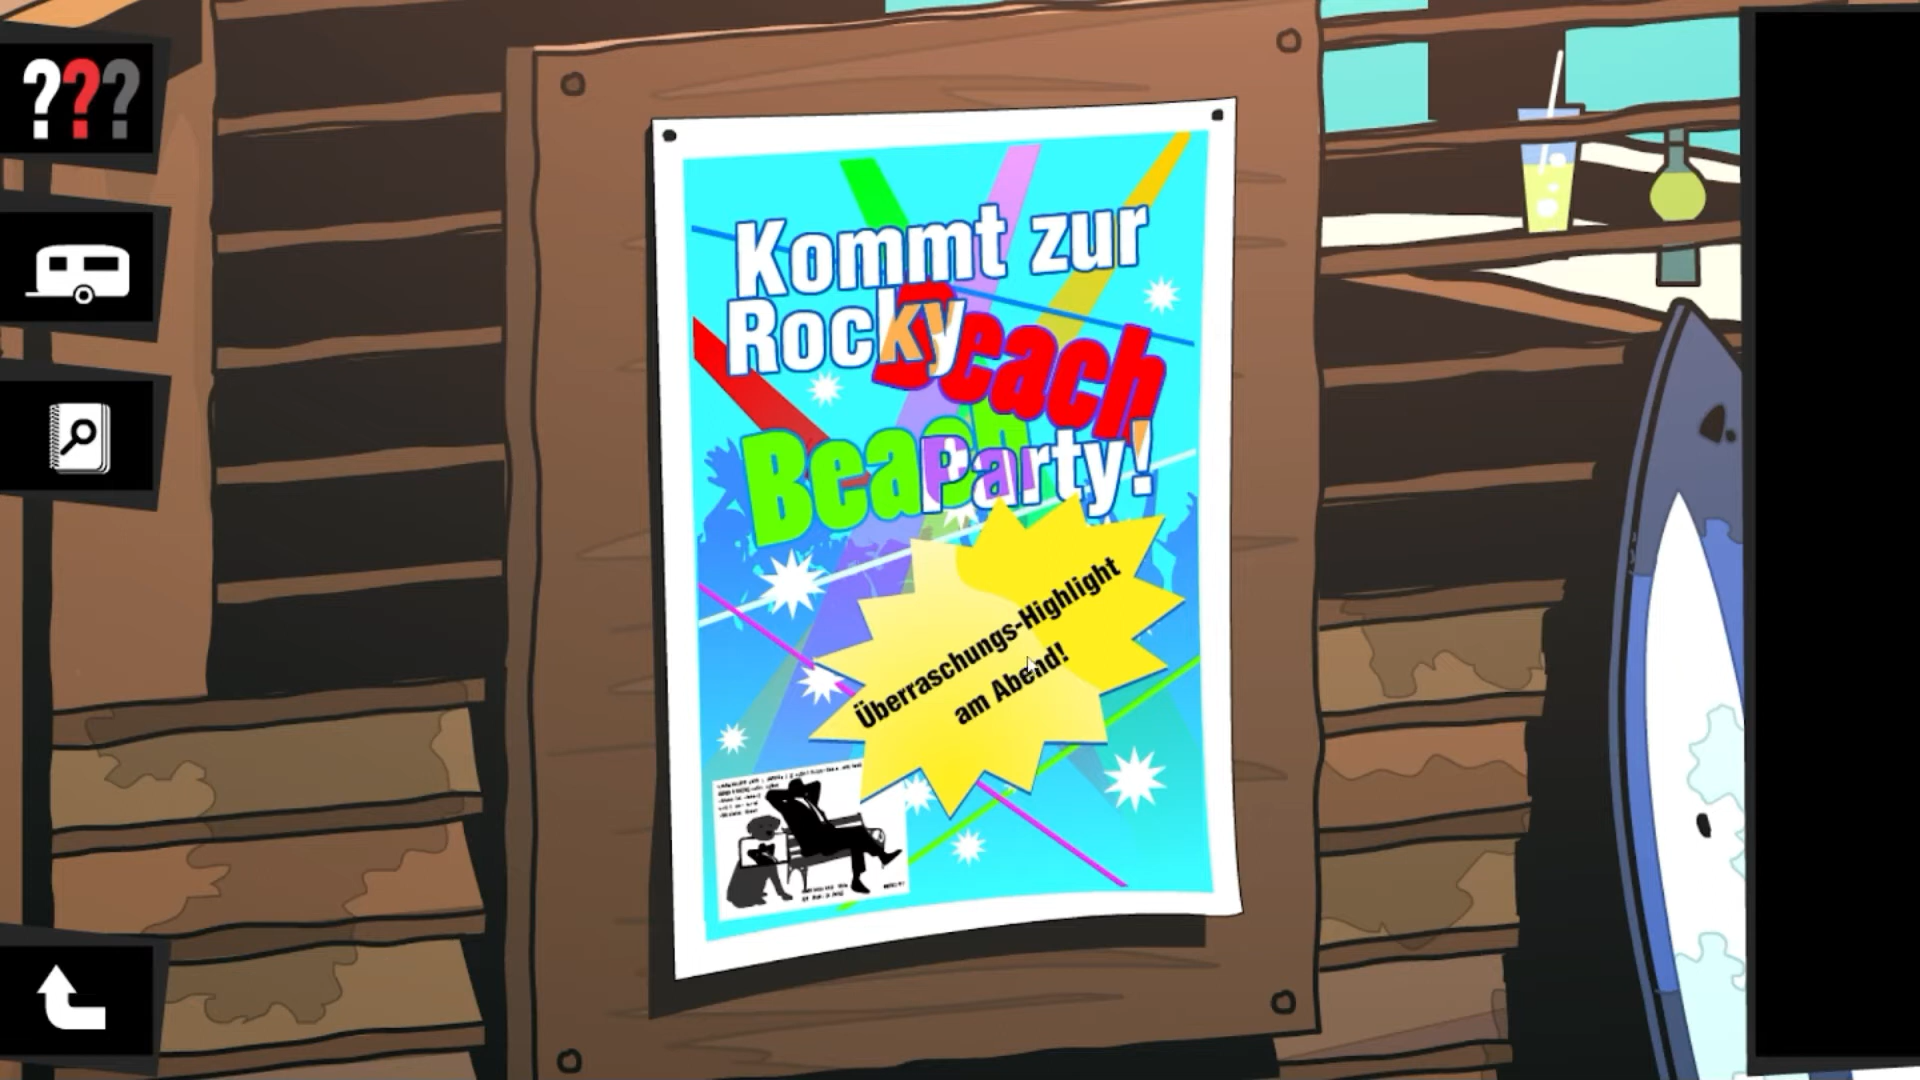 ???
Kommt zur
Rocky Beach
Beach Party!
Überraschungs-Highlight
am Abend!